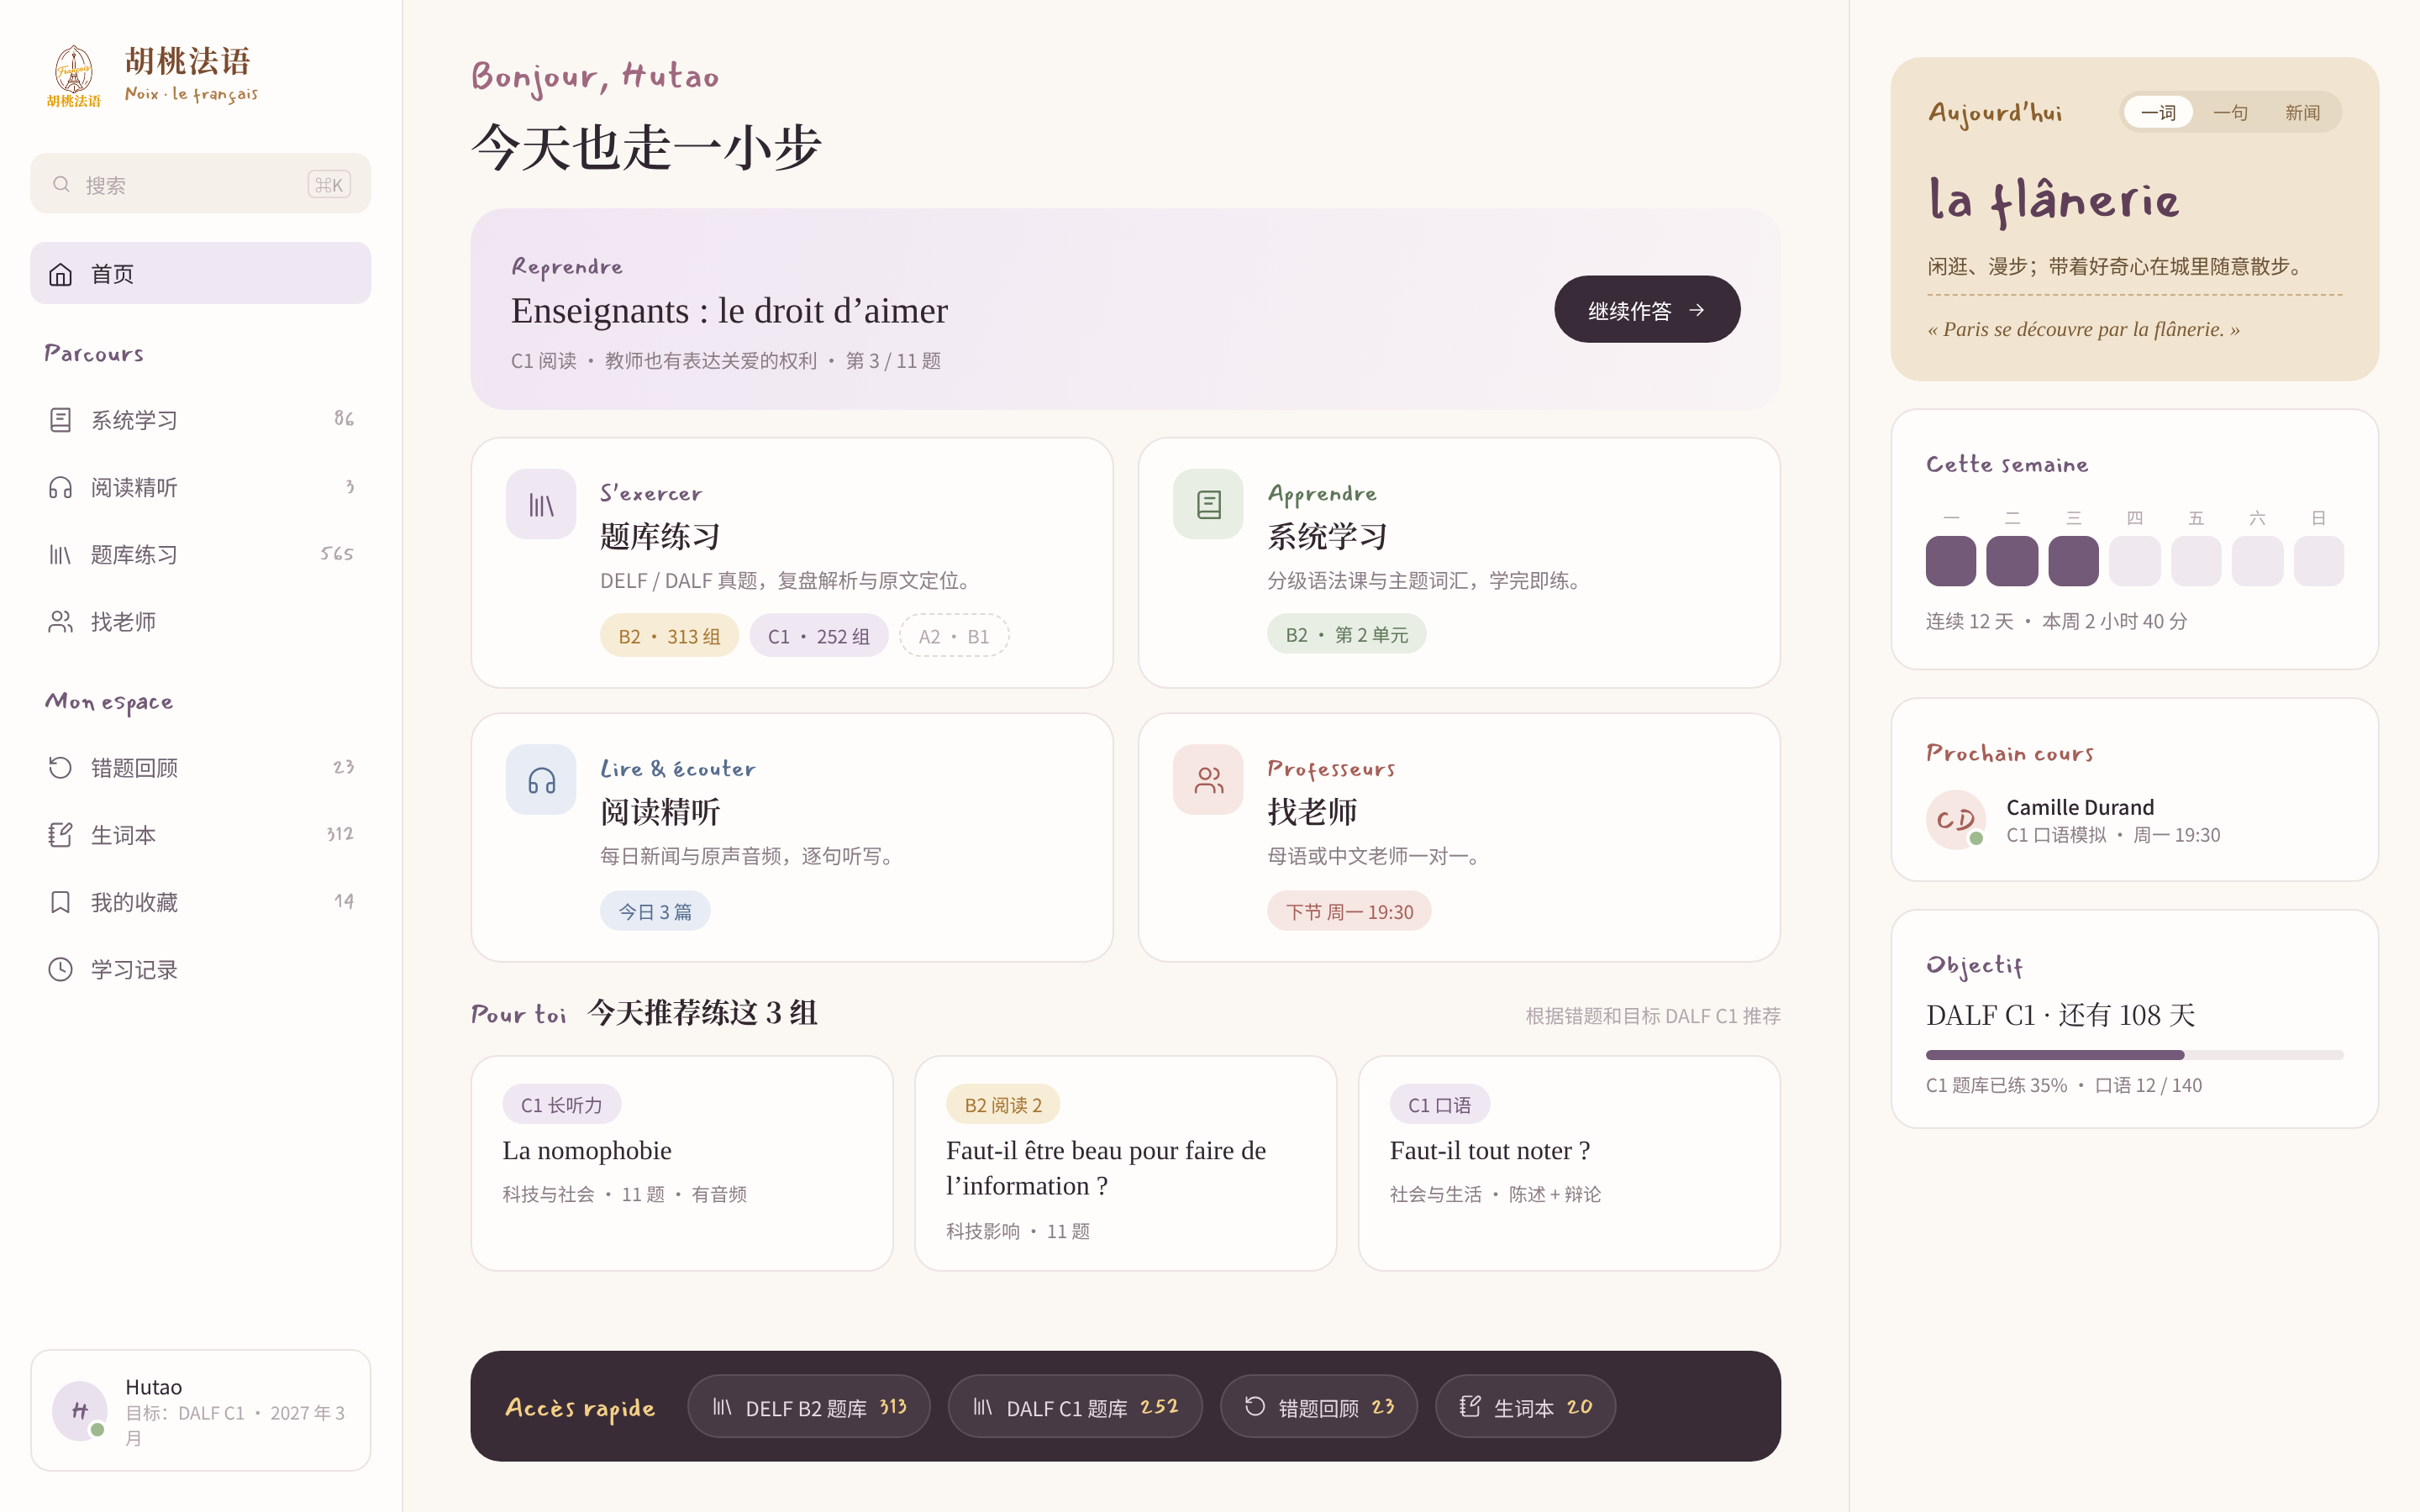 Français
胡桃法语
胡桃法语
Noix · le français
搜索
⌘K
首页
Parcours
系统学习 86
阅读精听 3
题库练习 565
找老师
Mon espace
错题回顾 23
生词本 312
我的收藏 14
学习记录
H
Hutao
目标：DALF C1 · 2027 年 3
月
Bonjour, Hutao
今天也走一小步
Reprendre
Enseignants : le droit d’aimer
C1 阅读 · 教师也有表达关爱的权利 · 第 3 / 11 题
继续作答 →
S’exercer
题库练习
DELF / DALF 真题，复盘解析与原文定位。
B2 · 313 组
C1 · 252 组
A2 · B1
Apprendre
系统学习
分级语法课与主题词汇，学完即练。
B2 · 第 2 单元
Lire & écouter
阅读精听
每日新闻与原声音频，逐句听写。
今日 3 篇
Professeurs
找老师
母语或中文老师一对一。
下节 周一 19:30
Pour toi 今天推荐练这 3 组
根据错题和目标 DALF C1 推荐
C1 长听力
La nomophobie
科技与社会 · 11 题 · 有音频
B2 阅读 2
Faut-il être beau pour faire de
l’information ?
科技影响 · 11 题
C1 口语
Faut-il tout noter ?
社会与生活 · 陈述 + 辩论
Accès rapide
DELF B2 题库 313
DALF C1 题库 252
错题回顾 23
生词本 20
Aujourd’hui
一词
一句
新闻
la flânerie
闲逛、漫步；带着好奇心在城里随意散步。
« Paris se découvre par la flânerie. »
Cette semaine
一 二 三 四 五 六 日
连续 12 天 · 本周 2 小时 40 分
Prochain cours
CD
Camille Durand
C1 口语模拟 · 周一 19:30
Objectif
DALF C1 · 还有 108 天
C1 题库已练 35% · 口语 12 / 140